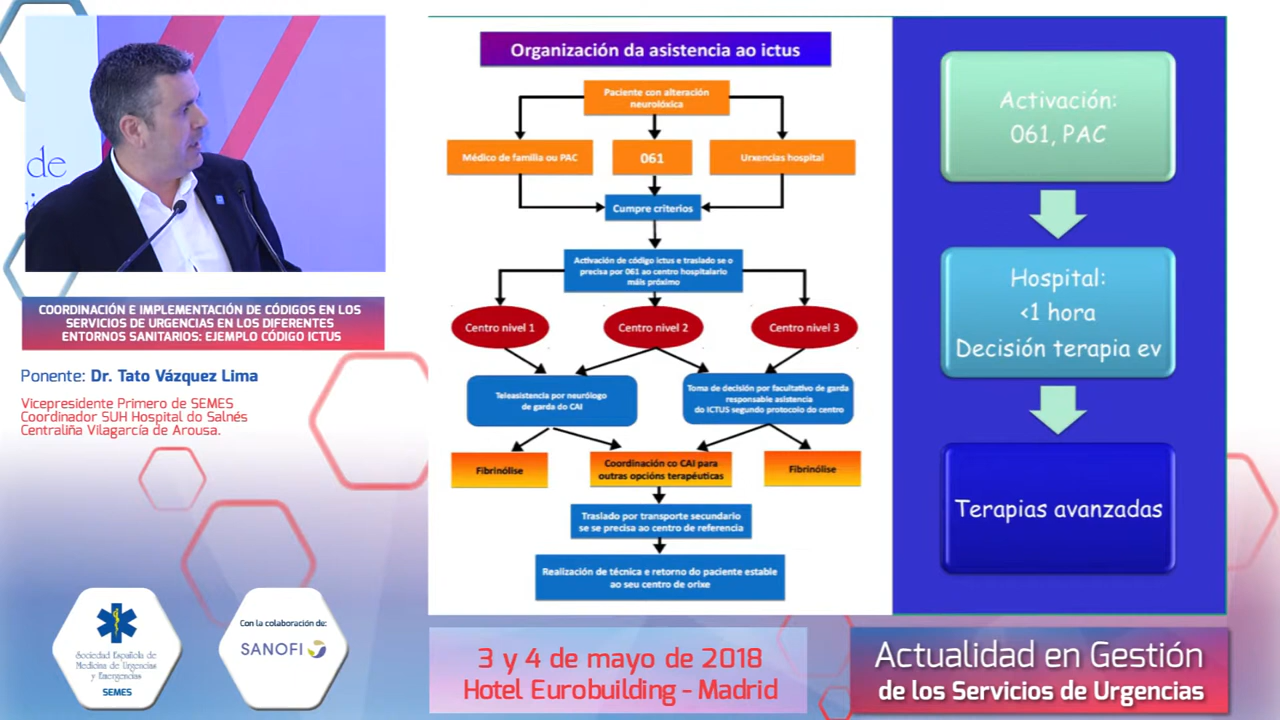 de
COORDINACIÓN E IMPLEMENTACIÓN DE CÓDIGOS EN LOS
SERVICIOS DE URGENCIAS EN LOS DIFERENTES
ENTORNOS SANITARIOS: EJEMPLO CÓDIGO ICTUS
Ponente: Dr. Tato Vázquez Lima
Vicepresidente Primero de SEMES
Coordinador SUH Hospital do Salnés
Centraliña Vilagarcía de Arousa.
Sociedad Española de
Medicina de Urgencias
y Emergencias
SEMES
Con la colaboración de:
SANOFI
Organización da asistencia ao ictus
Paciente con alteración
neurolóxica
Médico de familia ou PAC
061
Urxencias hospital
Cumpre criterios
Activación de código ictus e traslado se o
precisa por 061 ao centro hospitalario
máis próximo
Centro nivel 1
Centro nivel 2
Centro nivel 3
Teleasistencia por neurólogo
de garda do CAI
Toma de decisión por facultativo de garda
responsable asistencia
do ICTUS segundo protocolo do centro
Fibrinólise
Coordinación co CAI para
outras opcións terapéuticas
Fibrinólise
Traslado por transporte secundario
se se precisa ao centro de referencia
Realización de técnica e retorno do paciente estable
ao seu centro de orixe
Activación:
061, PAC
Hospital:
<1 hora
Decisión terapia ev
Terapias avanzadas
3 y 4 de mayo de 2018
Hotel Eurobuilding - Madrid
Actualidad en Gestión
de los Servicios de Urgencias